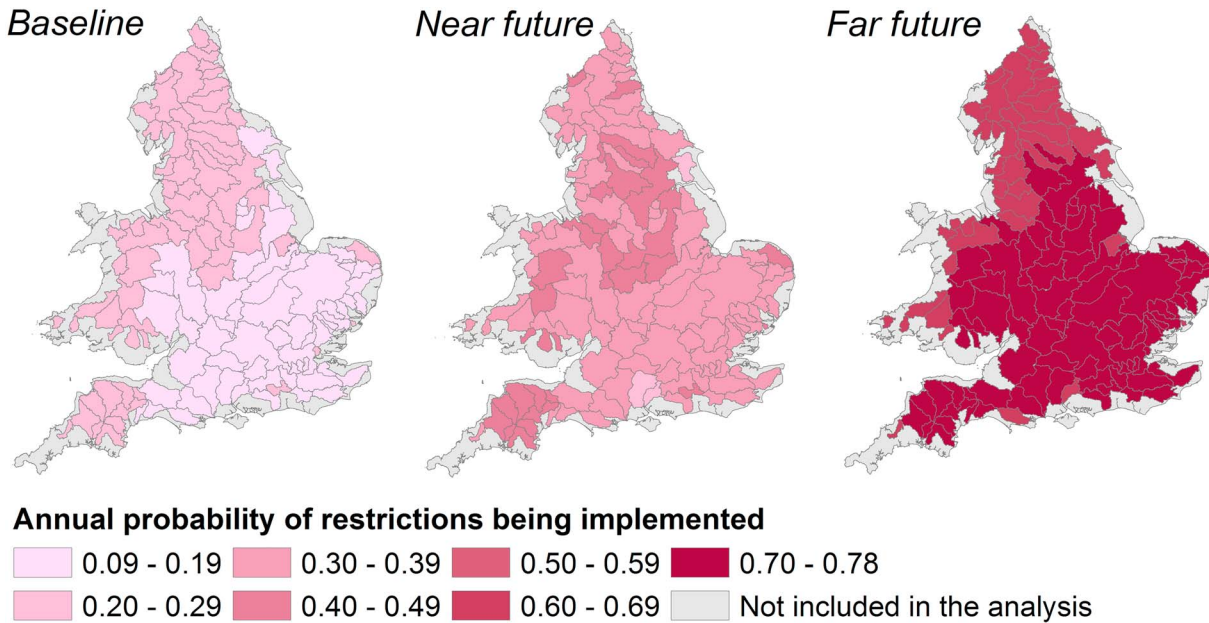 Baseline
Near future
Far future
Annual probability of restrictions being implemented
0.09 - 0.19
0.30 - 0.39
0.50 - 0.59
0.70 - 0.78
0.20 - 0.29
0.40 - 0.49
0.60 - 0.69
Not included in the analysis